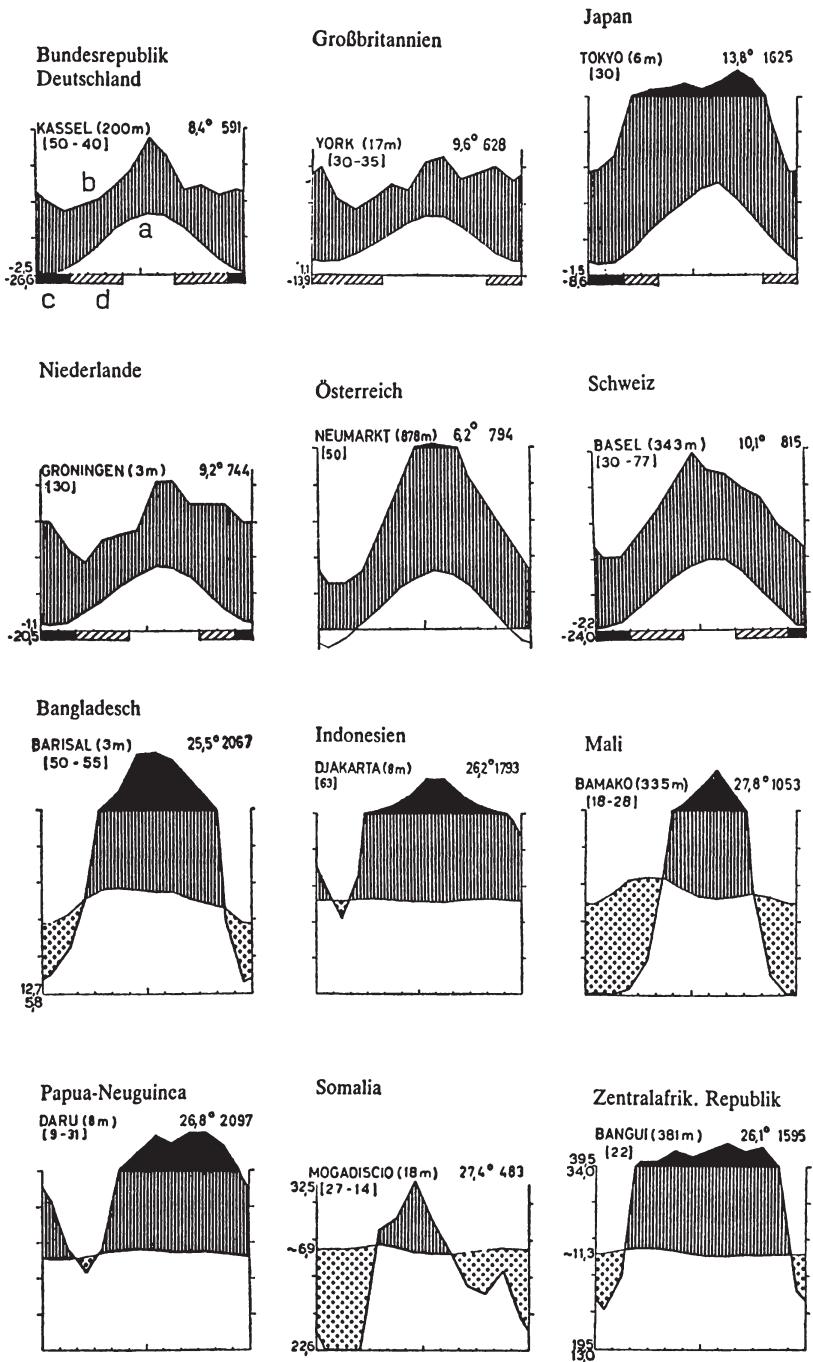 Bundesrepublik
Deutschland
KASSEL (200m) 8,4° 591
[50 - 40]
b
a
-2,5
-26,6
c d
Großbritannien
YORK (17m) 9,6° 628
[30-35]
-1,1
-13,9
Japan
TOKYO (6m) 13,8° 1625
[30]
-1,5
-8,6
Niederlande
GRONINGEN (3m) 9,2° 744
[30]
-1,1
-20,5
Österreich
NEUMARKT (878m) 6,2° 794
[50]
Schweiz
BASEL (343m) 10,1° 815
[30 -77]
-2,2
-24,0
Bangladesch
BARISAL (3m) 25,5° 2067
[50 - 55]
12,7
5,8
Indonesien
DJAKARTA (8m) 26,2° 1793
[63]
Mali
BAMAKO (335m) 27,8° 1053
[18-28]
Papua-Neuguinea
DARU (8m) 26,8° 2097
[9-31]
Somalia
MOGADISCIO (18m) 27,4° 483
32,5 [27-14]
~6,9
22,6
Zentralafrik. Republik
BANGUI (381m) 26,1° 1595
39,5 [22]
34,0
~11,3
19,5
13,0